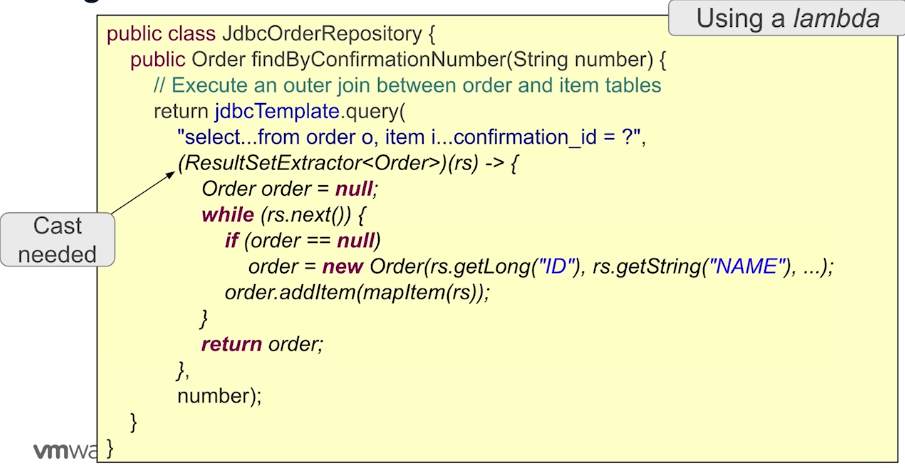 Using a lambda
public class JdbcOrderRepository {
public Order findByConfirmationNumber(String number) {
// Execute an outer join between order and item tables
return jdbcTemplate.query(
"select...from order o, item i...confirmation_id = ?",
(ResultSetExtractor<Order>)(rs) -> {
Order order = null;
while (rs.next()) {
if (order == null)
order = new Order(rs.getLong("ID"), rs.getString("NAME"), ...);
order.addItem(mapItem(rs));
}
return order;
},
number);
}
}
Cast
needed
vmwa